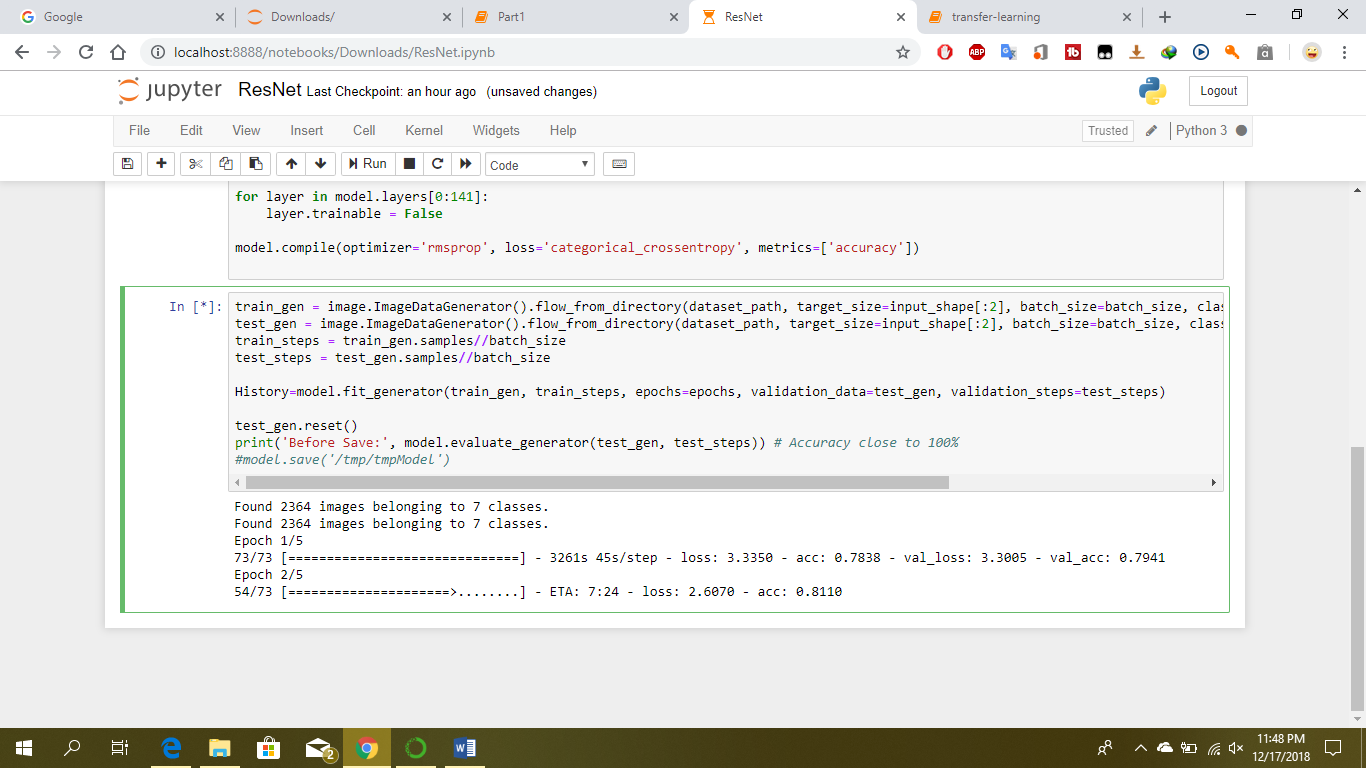 Google
Downloads/
Part1
ResNet
transfer-learning
localhost:8888/notebooks/Downloads/ResNet.ipynb
ABP
jupyter ResNet Last Checkpoint: an hour ago (unsaved changes)
Logout
File Edit View Insert Cell Kernel Widgets Help
Trusted
Python 3
Run
Code
for layer in model.layers[0:141]:
    layer.trainable = False
model.compile(optimizer='rmsprop', loss='categorical_crossentropy', metrics=['accuracy'])
In [*]:
train_gen = image.ImageDataGenerator().flow_from_directory(dataset_path, target_size=input_shape[:2], batch_size=batch_size, clas
test_gen = image.ImageDataGenerator().flow_from_directory(dataset_path, target_size=input_shape[:2], batch_size=batch_size, class
train_steps = train_gen.samples//batch_size
test_steps = test_gen.samples//batch_size
History=model.fit_generator(train_gen, train_steps, epochs=epochs, validation_data=test_gen, validation_steps=test_steps)
test_gen.reset()
print('Before Save:', model.evaluate_generator(test_gen, test_steps)) # Accuracy close to 100%
#model.save('/tmp/tmpModel')
Found 2364 images belonging to 7 classes.
Found 2364 images belonging to 7 classes.
Epoch 1/5
73/73 [==============================] - 3261s 45s/step - loss: 3.3350 - acc: 0.7838 - val_loss: 3.3005 - val_acc: 0.7941
Epoch 2/5
54/73 [=====================>........] - ETA: 7:24 - loss: 2.6070 - acc: 0.8110
2
11:48 PM
12/17/2018